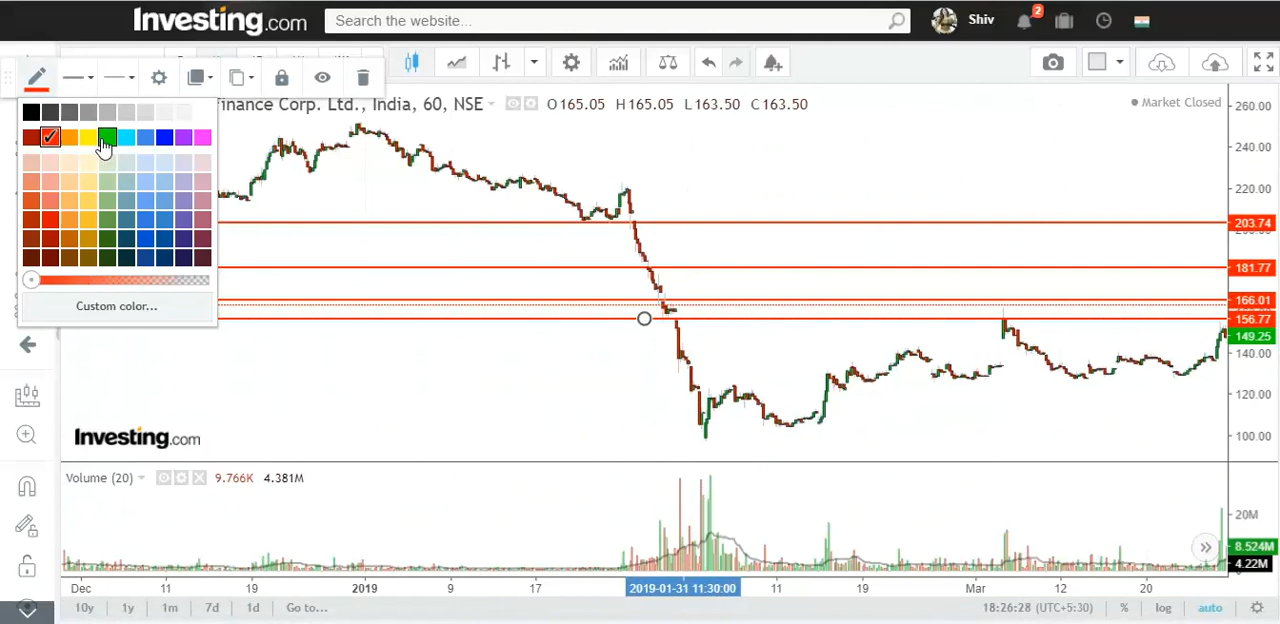 Investing.com
Search the website...
Shiv
2
Finance Corp. Ltd., India, 60, NSE
O 165.05 H 165.05 L 163.50 C 163.50
Market Closed
260.00
240.00
220.00
203.74
181.77
166.01
156.77
149.25
140.00
120.00
100.00
Custom color...
Investing.com
Volume (20)
9.766K 4.381M
20M
8.524M
4.22M
Dec 11 19 2019 9 17 2019-01-31 11:30:00 11 19 Mar 12 20
10y 1y 1m 7d 1d Go to... 18:26:28 (UTC+5:30) % log auto